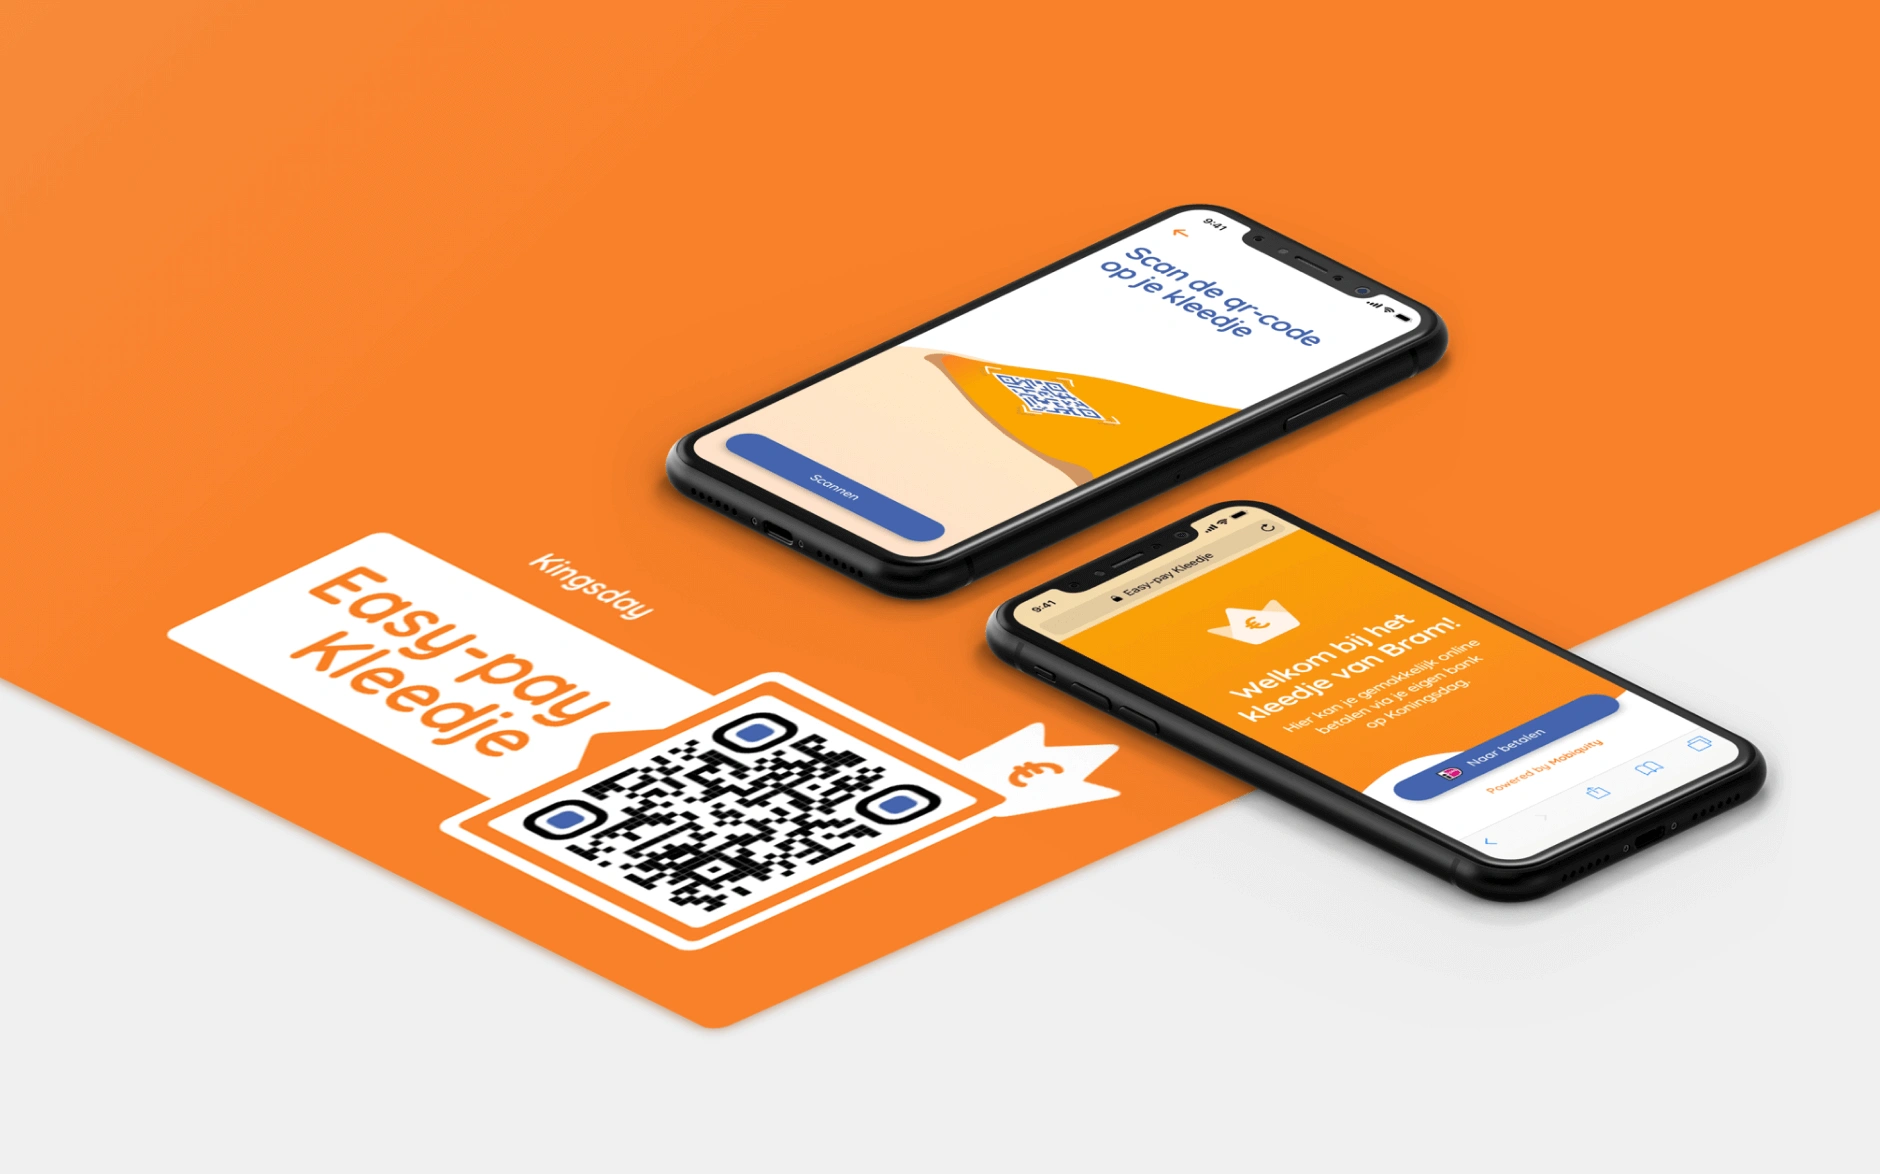 9:41
Scan de qr-code
op je kleedje
Scannen
Kingsday
Easy-pay
Kleedje
€
9:41
Easy-pay Kleedje
€
Welkom bij het
kleedje van Bram!
Hier kan je gemakkelijk online
betalen via je eigen bank
op Koningsdag.
Naar betalen
Powered by Mobiquity